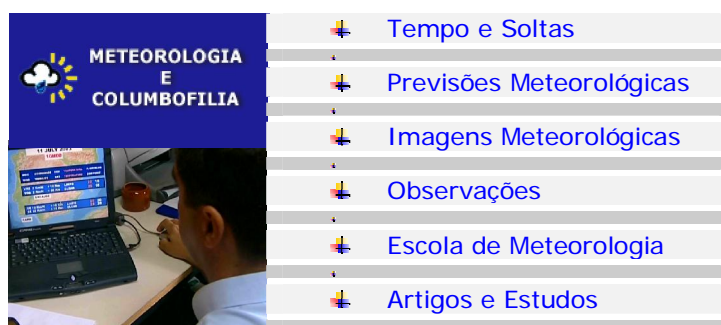 METEOROLOGIA
E
COLUMBOFILIA
Tempo e Soltas
Previsões Meteorológicas
Imagens Meteorológicas
Observações
Escola de Meteorologia
Artigos e Estudos